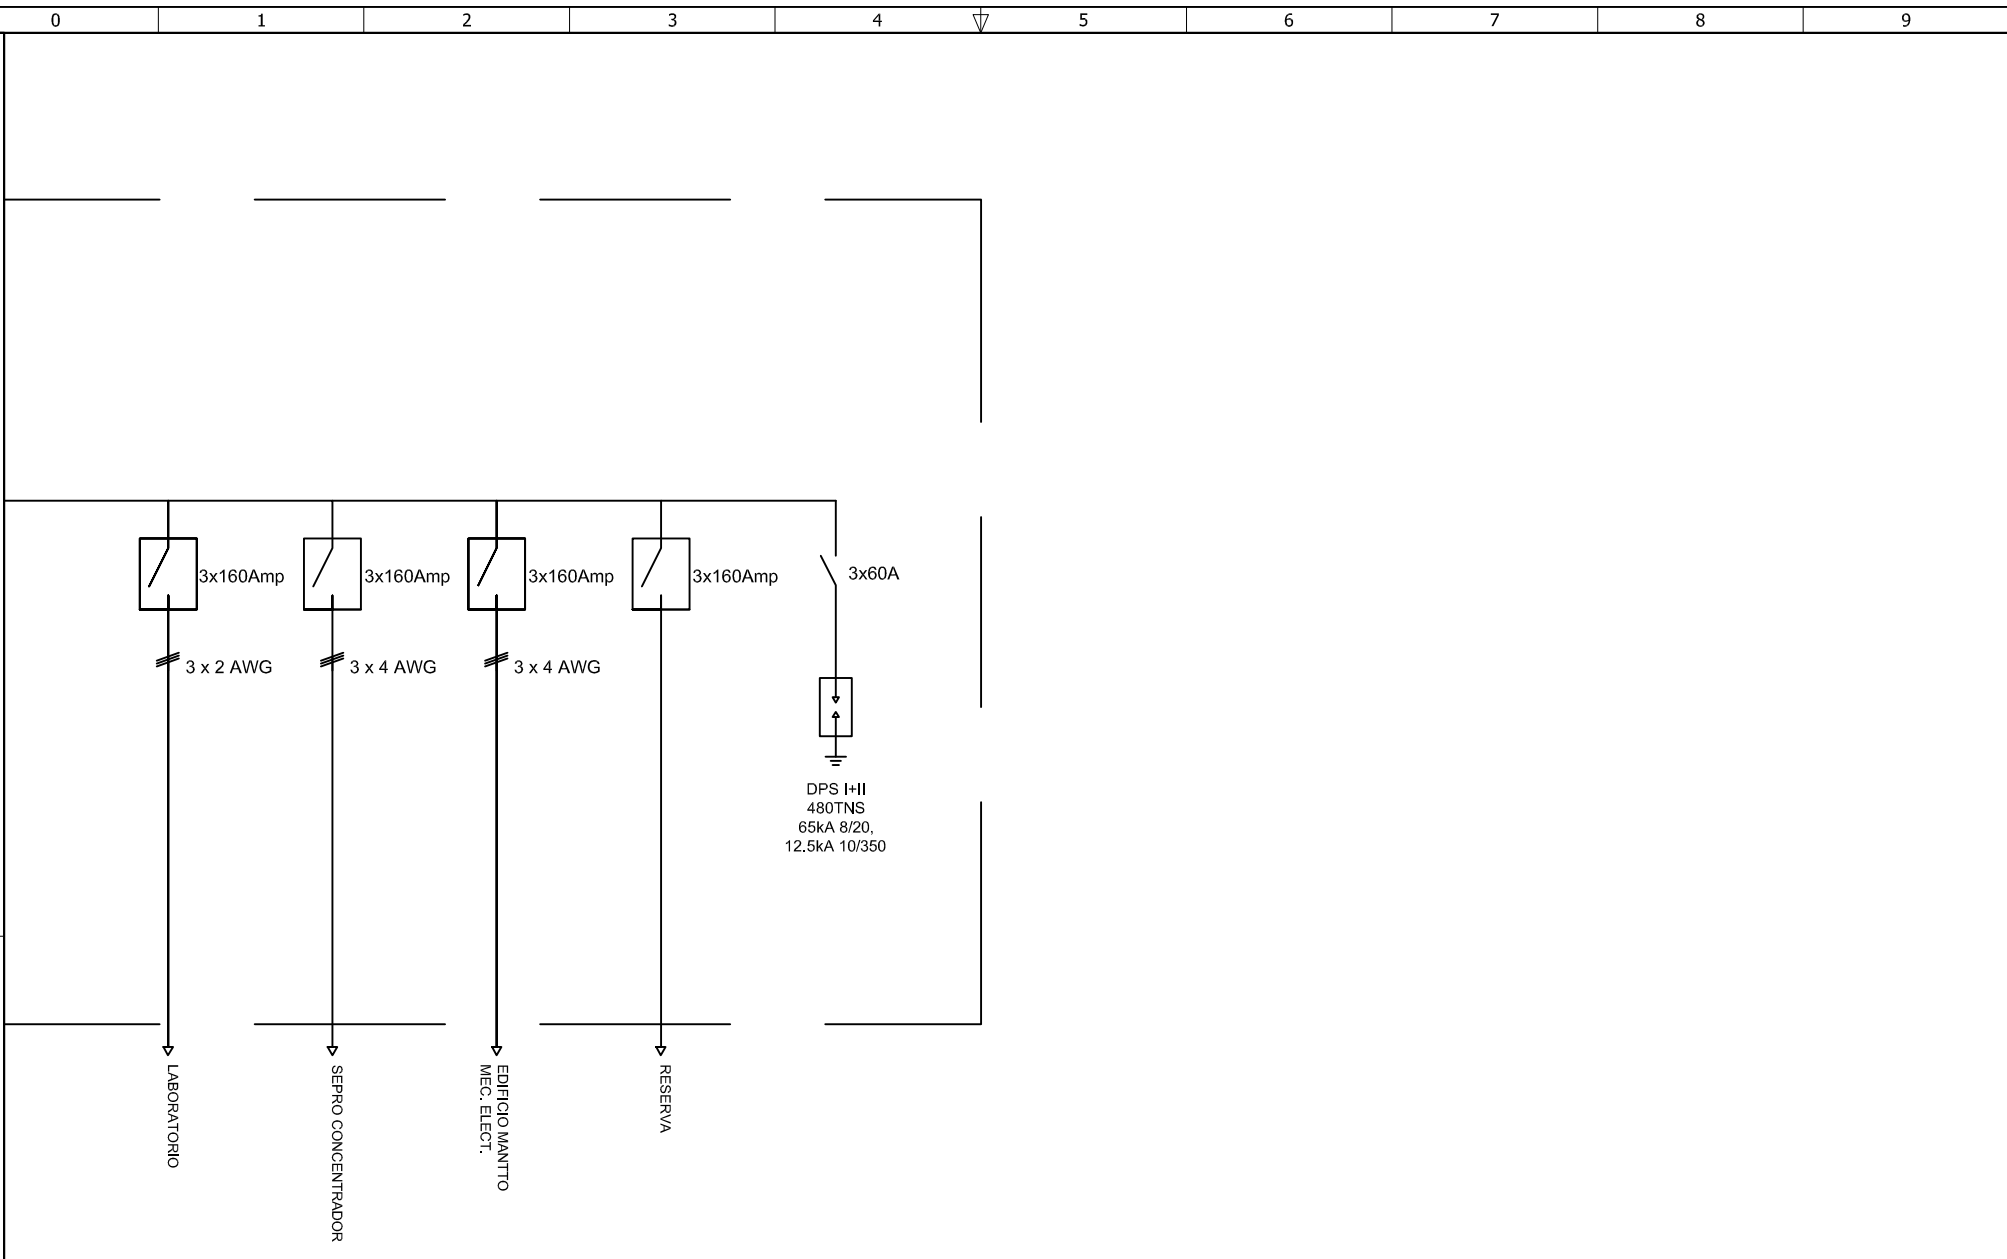 0 1 2 3 4 5 6 7 8 9
3x160Amp 3x160Amp 3x160Amp 3x160Amp 3x60A
3 x 2 AWG 3 x 4 AWG 3 x 4 AWG
DPS I+II
480TNS
65kA 8/20,
12.5kA 10/350
LABORATORIO
SEPRO CONCENTRADOR
EDIFICIO MANTTO
MEC. ELECT.
RESERVA